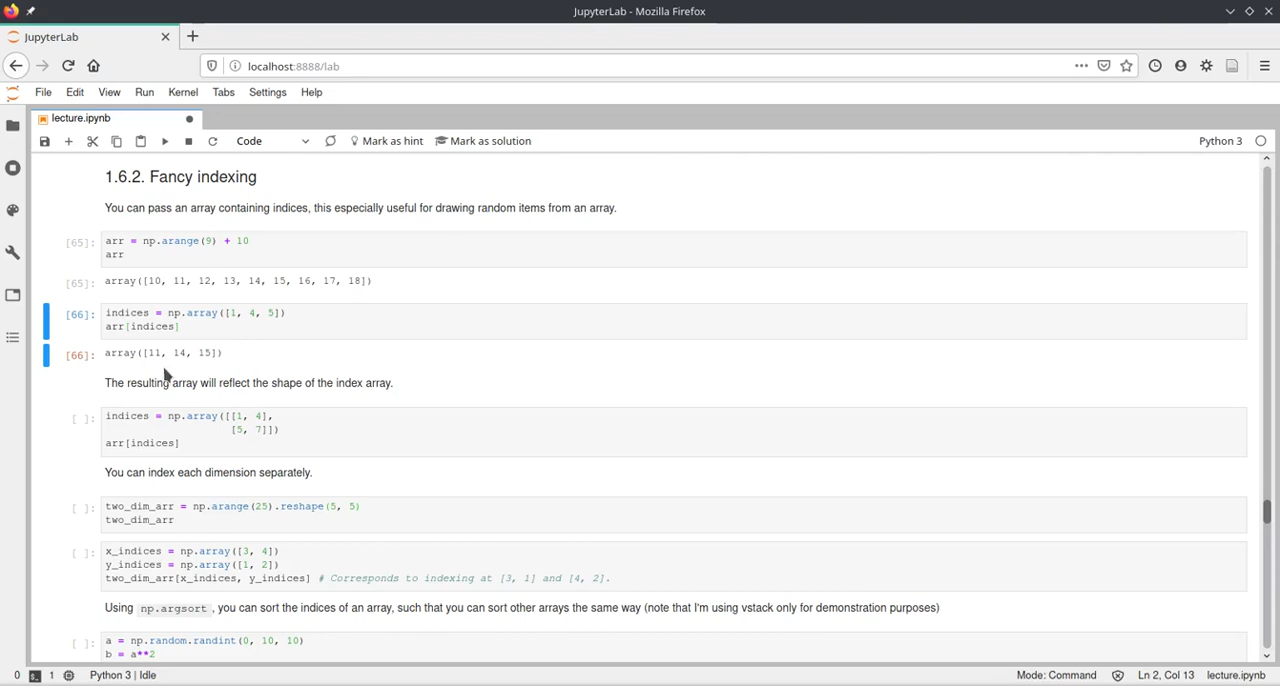 JupyterLab - Mozilla Firefox
JupyterLab
localhost:8888/lab
File Edit View Run Kernel Tabs Settings Help
lecture.ipynb
Code Mark as hint Mark as solution Python 3
1.6.2. Fancy indexing
You can pass an array containing indices, this especially useful for drawing random items from an array.
[65]: arr = np.arange(9) + 10
arr
[65]: array([10, 11, 12, 13, 14, 15, 16, 17, 18])
[66]: indices = np.array([1, 4, 5])
arr[indices]
[66]: array([11, 14, 15])
The resulting array will reflect the shape of the index array.
[ ]: indices = np.array([[1, 4],
[5, 7]])
arr[indices]
You can index each dimension separately.
[ ]: two_dim_arr = np.arange(25).reshape(5, 5)
two_dim_arr
[ ]: x_indices = np.array([3, 4])
y_indices = np.array([1, 2])
two_dim_arr[x_indices, y_indices] # Corresponds to indexing at [3, 1] and [4, 2].
Using np.argsort, you can sort the indices of an array, such that you can sort other arrays the same way (note that I'm using vstack only for demonstration purposes)
[ ]: a = np.random.randint(0, 10, 10)
b = a**2
0 1 Python 3 | Idle Mode: Command Ln 2, Col 13 lecture.ipynb